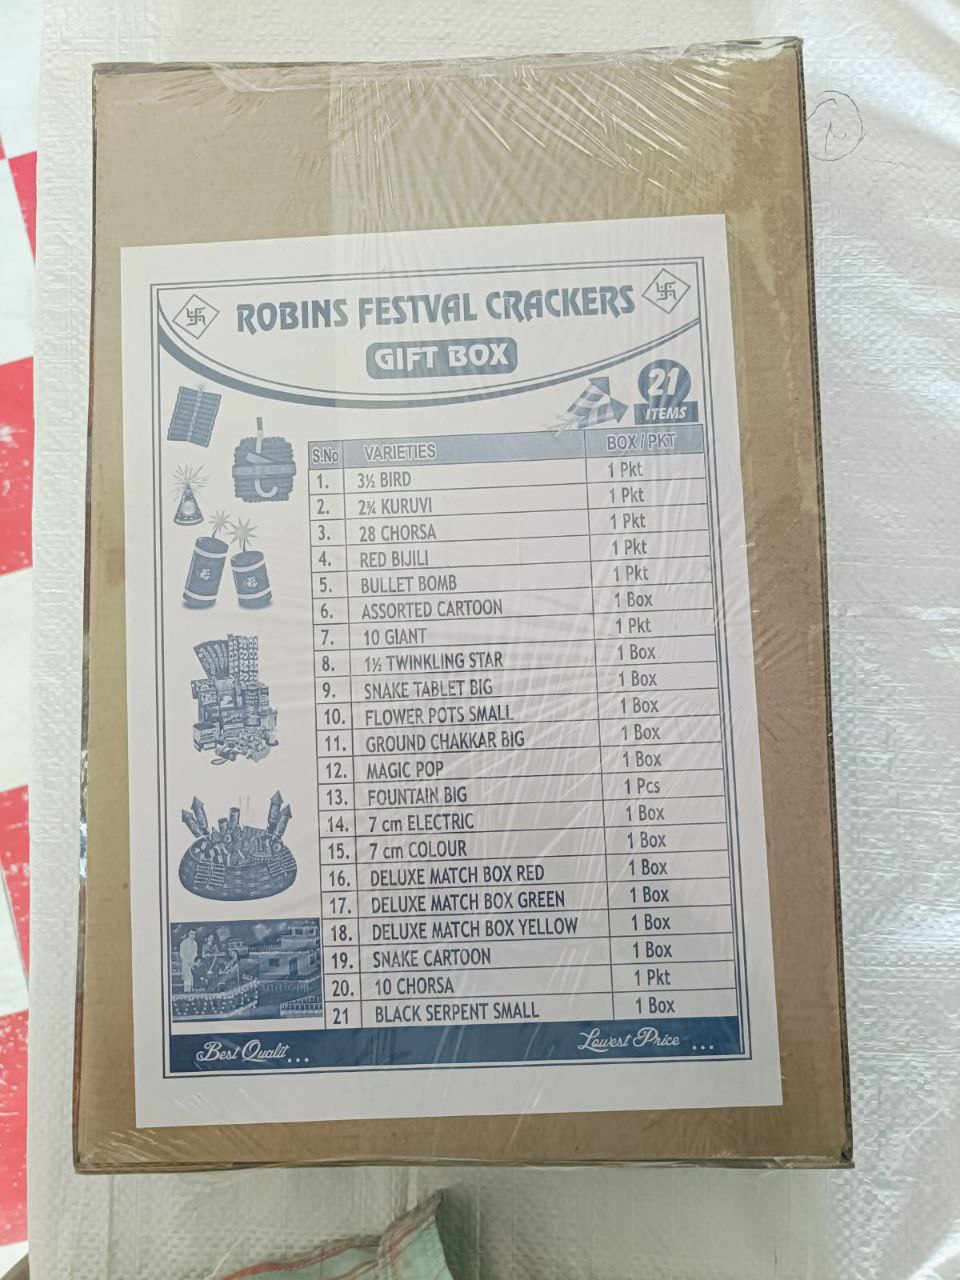 ROBINS FESTVAL CRACKERS
GIFT BOX
21
ITEMS
S.No VARIETIES BOX / PKT
1. 3½ BIRD 1 Pkt
2. 2¾ KURUVI 1 Pkt
3. 28 CHORSA 1 Pkt
4. RED BIJILI 1 Pkt
5. BULLET BOMB 1 Pkt
6. ASSORTED CARTOON 1 Box
7. 10 GIANT 1 Pkt
8. 1½ TWINKLING STAR 1 Box
9. SNAKE TABLET BIG 1 Box
10. FLOWER POTS SMALL 1 Box
11. GROUND CHAKKAR BIG 1 Box
12. MAGIC POP 1 Box
13. FOUNTAIN BIG 1 Pcs
14. 7 cm ELECTRIC 1 Box
15. 7 cm COLOUR 1 Box
16. DELUXE MATCH BOX RED 1 Box
17. DELUXE MATCH BOX GREEN 1 Box
18. DELUXE MATCH BOX YELLOW 1 Box
19. SNAKE CARTOON 1 Box
20. 10 CHORSA 1 Pkt
21 BLACK SERPENT SMALL 1 Box
Best Qualit... Lowest Price ...